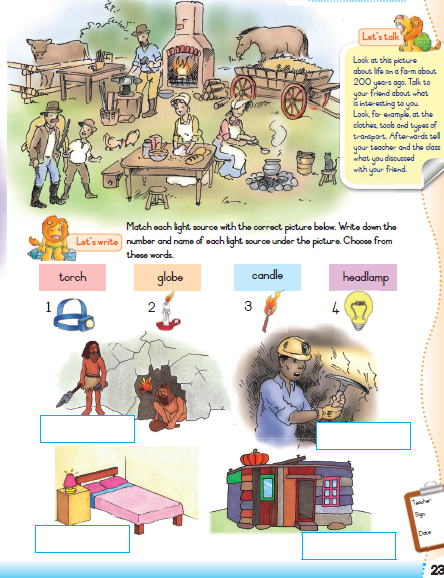 Let's talk
Look at this picture
about life on a farm about
200 years ago. Talk to
your friend about what
is interesting to you.
Look, for example, at the
clothes, tools and types of
transport. Afterwards tell
your teacher and the class
what you discussed
with your friend.
Let's write
Match each light source with the correct picture below. Write down the
number and name of each light source under the picture. Choose from
these words.
torch
globe
candle
headlamp
1
2
3
4
Teacher
Sign
Date
23